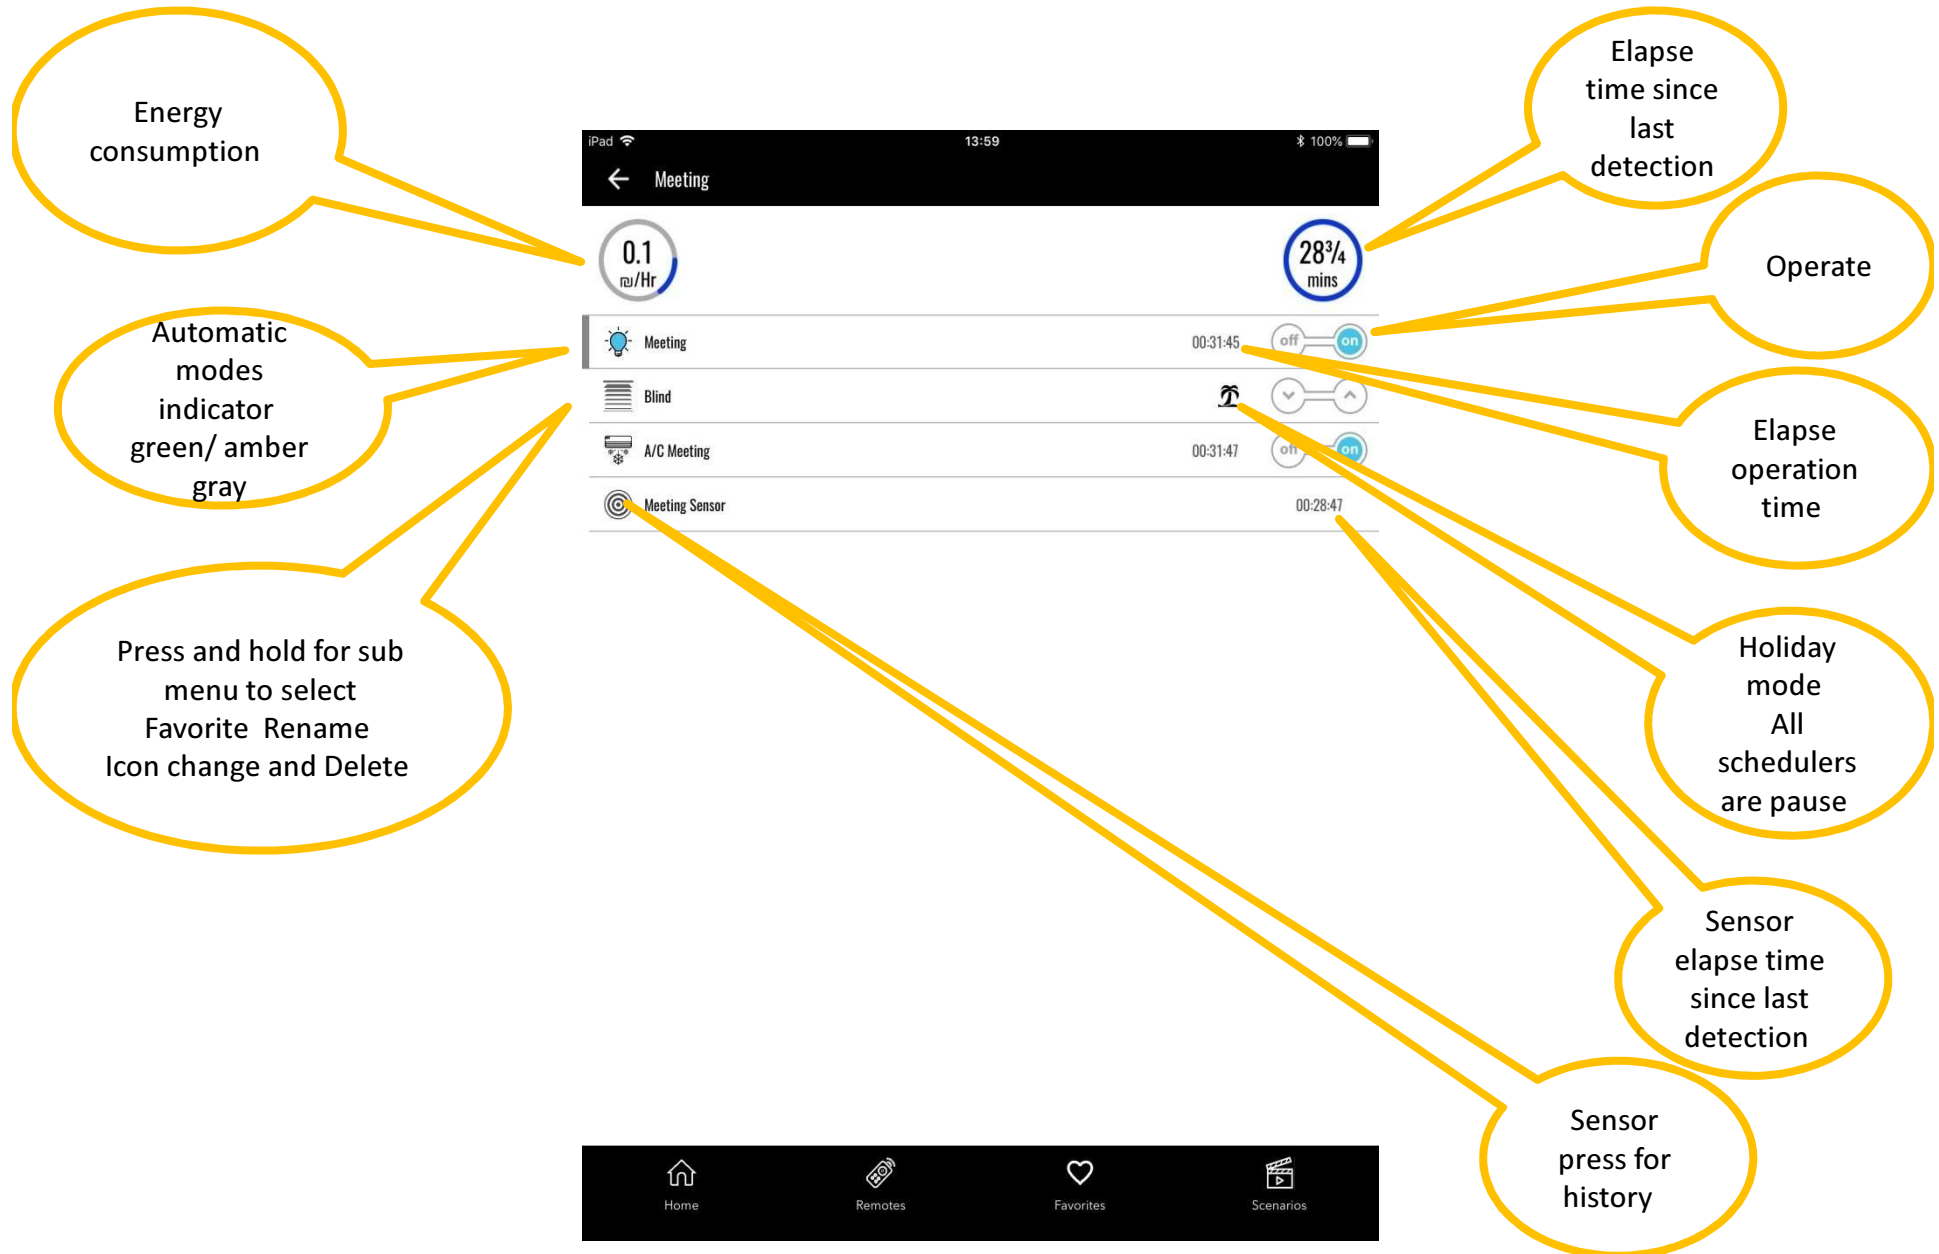 Energy
consumption
Elapse
time since
last
detection
iPad 13:59 100%
Meeting
0.1
₪/Hr
28¾
mins
Operate
Automatic
modes
indicator
green/ amber
gray
Meeting 00:31:45 off on
Blind
A/C Meeting 00:31:47 off on
Meeting Sensor 00:28:47
Elapse
operation
time
Press and hold for sub
menu to select
Favorite Rename
Icon change and Delete
Holiday
mode
All
schedulers
are pause
Sensor
elapse time
since last
detection
Sensor
press for
history
Home Remotes Favorites Scenarios